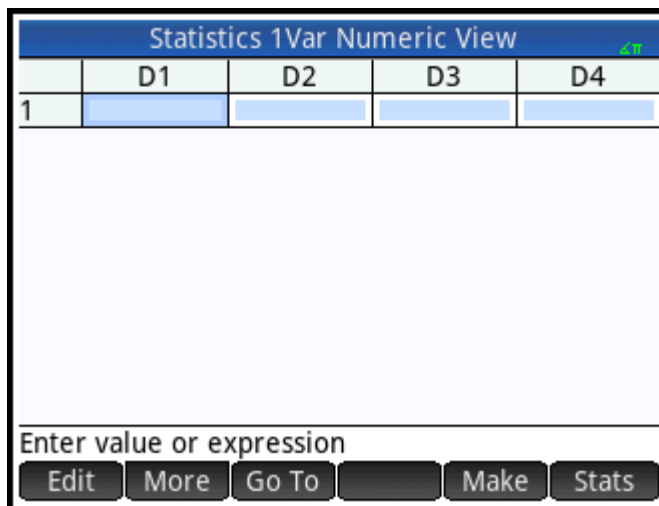 Statistics 1Var Numeric View
∡π
D1 D2 D3 D4
1
Enter value or expression
Edit More Go To Make Stats